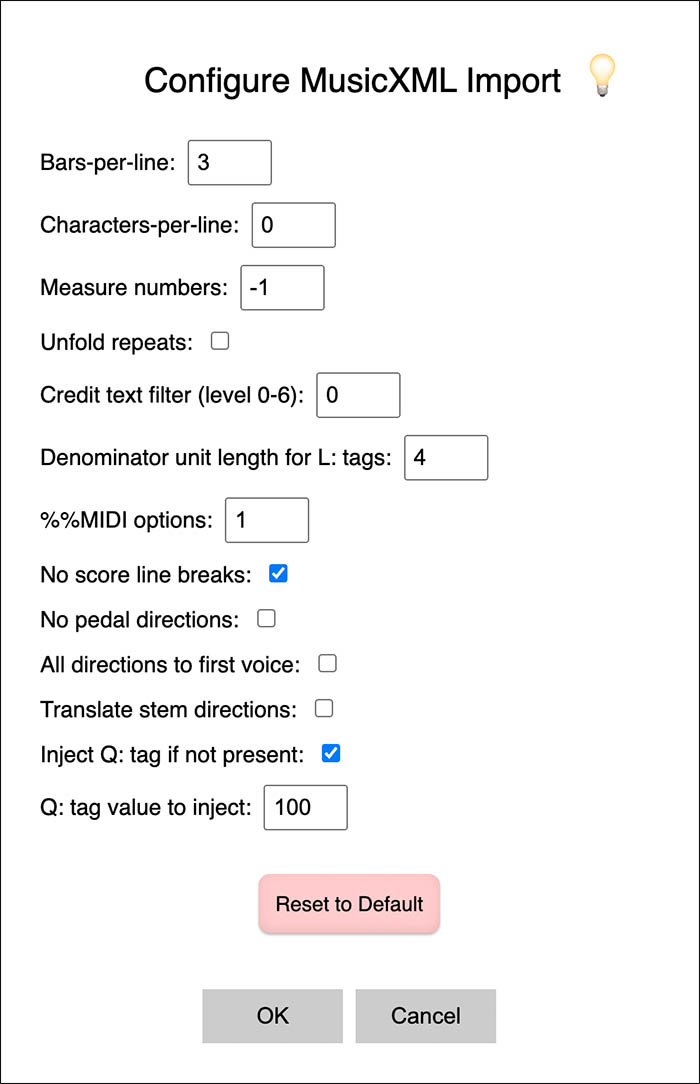 Configure MusicXML Import
Bars-per-line: 3
Characters-per-line: 0
Measure numbers: -1
Unfold repeats:
Credit text filter (level 0-6): 0
Denominator unit length for L: tags: 4
%%MIDI options: 1
No score line breaks:
No pedal directions:
All directions to first voice:
Translate stem directions:
Inject Q: tag if not present:
Q: tag value to inject: 100
Reset to Default
OK Cancel